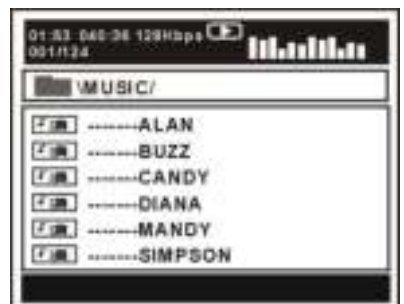 01:53 040:36 128Kbps
001/124
\MUSIC/
-------ALAN
-------BUZZ
-------CANDY
-------DIANA
-------MANDY
-------SIMPSON